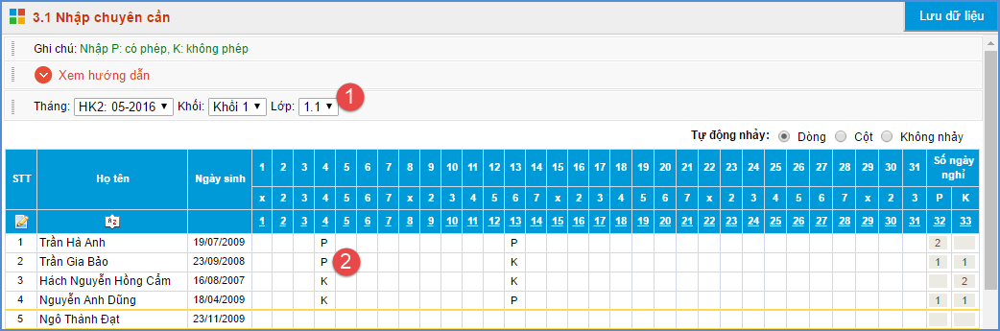 3.1 Nhập chuyên cần
Lưu dữ liệu
Ghi chú: Nhập P: có phép, K: không phép
Xem hướng dẫn
Tháng: HK2: 05-2016 Khối: Khối 1 Lớp: 1.1 1
Tự động nhảy: Dòng Cột Không nhảy
STT Họ tên Ngày sinh 1 2 3 4 5 6 7 8 9 10 11 12 13 14 15 16 17 18 19 20 21 22 23 24 25 26 27 28 29 30 31 Số ngày nghỉ
x 2 3 4 5 6 7 x 2 3 4 5 6 7 x 2 3 4 5 6 7 x 2 3 4 5 6 7 x 2 3 P K
AZ 1 2 3 4 5 6 7 8 9 10 11 12 13 14 15 16 17 18 19 20 21 22 23 24 25 26 27 28 29 30 31 32 33
1 Trần Hà Anh 19/07/2009 P P 2
2 Trần Gia Bảo 23/09/2008 P 2 K 1 1
3 Hách Nguyễn Hồng Cẩm 16/08/2007 K K 2
4 Nguyễn Anh Dũng 18/04/2009 K P 1 1
5 Ngô Thành Đạt 23/11/2009